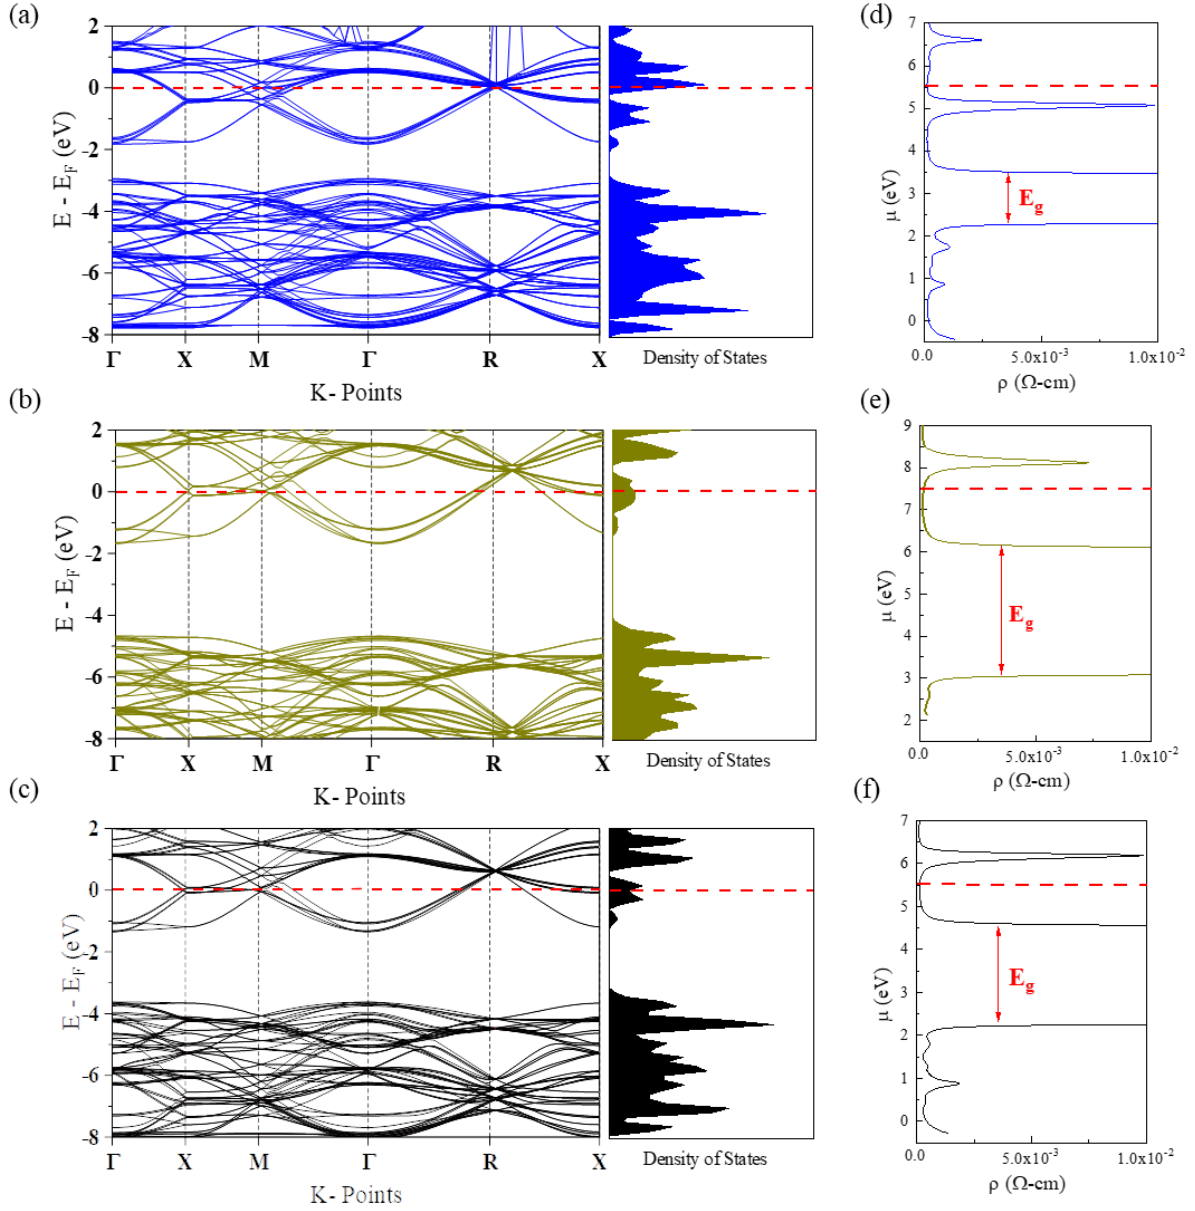 (a)
2
0
-2
-4
-6
-8
E - E_F (eV)
Γ X M Γ R X
K- Points
Density of States
(d)
7
6
5
4
3
2
1
0
μ (eV)
E_g
0.0 5.0x10⁻³ 1.0x10⁻²
ρ (Ω-cm)
(b)
2
0
-2
-4
-6
-8
E - E_F (eV)
Γ X M Γ R X
K- Points
Density of States
(e)
9
8
7
6
5
4
3
2
μ (eV)
E_g
0.0 5.0x10⁻³ 1.0x10⁻²
ρ (Ω-cm)
(c)
2
0
-2
-4
-6
-8
E - E_F (eV)
Γ X M Γ R X
K- Points
Density of States
(f)
7
6
5
4
3
2
1
0
μ (eV)
E_g
0.0 5.0x10⁻³ 1.0x10⁻²
ρ (Ω-cm)